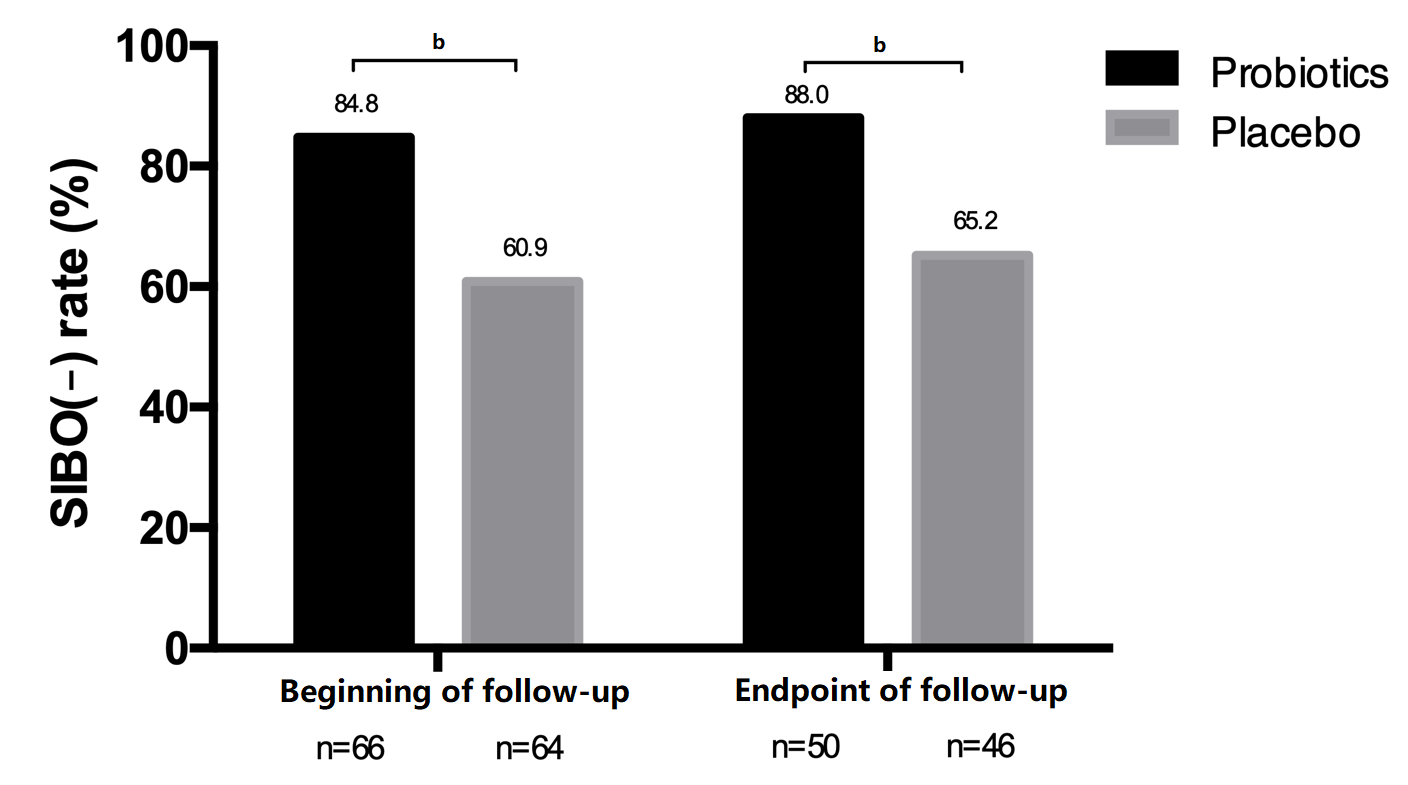 SIBO(−) rate (%)
100
80
60
40
20
0
b
b
84.8
60.9
88.0
65.2
Probiotics
Placebo
Beginning of follow-up
Endpoint of follow-up
n=66
n=64
n=50
n=46